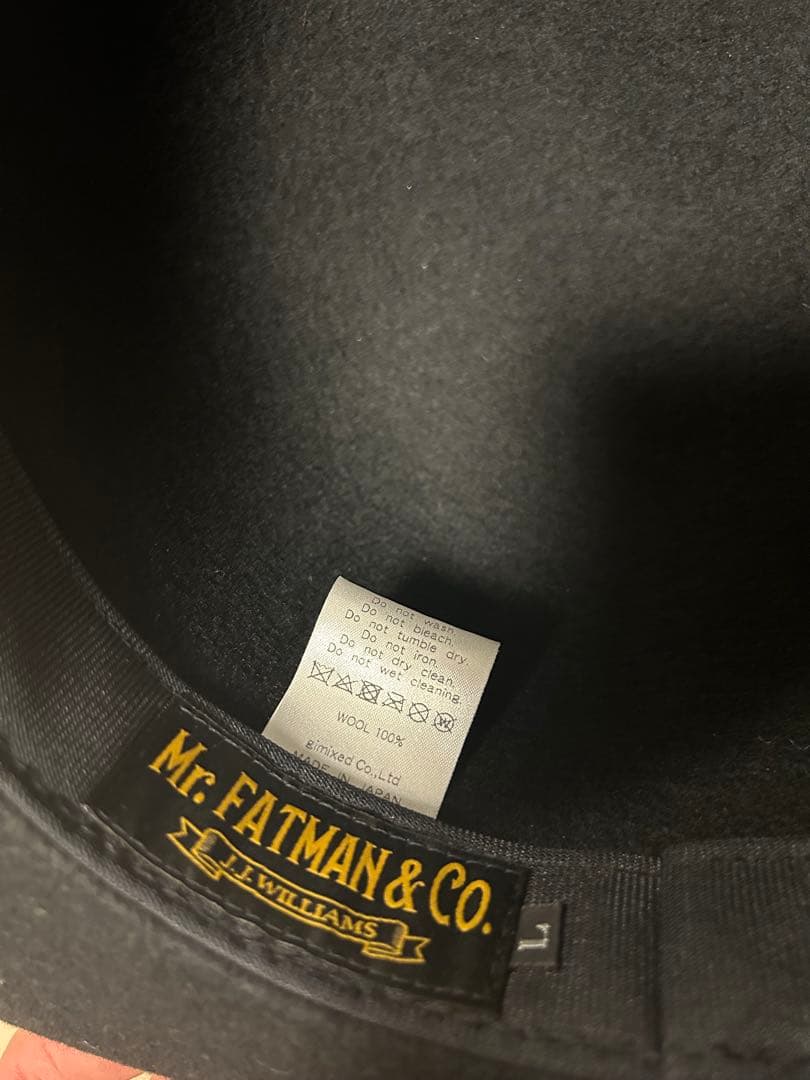 Do not wash.
Do not bleach.
Do not tumble dry.
Do not iron.
Do not dry clean.
Do not wet cleaning.
W
WOOL 100%
gimixed Co.,Ltd
MADE IN JAPAN
Mr. FATMAN & CO.
J.J.WILLIAMS
L